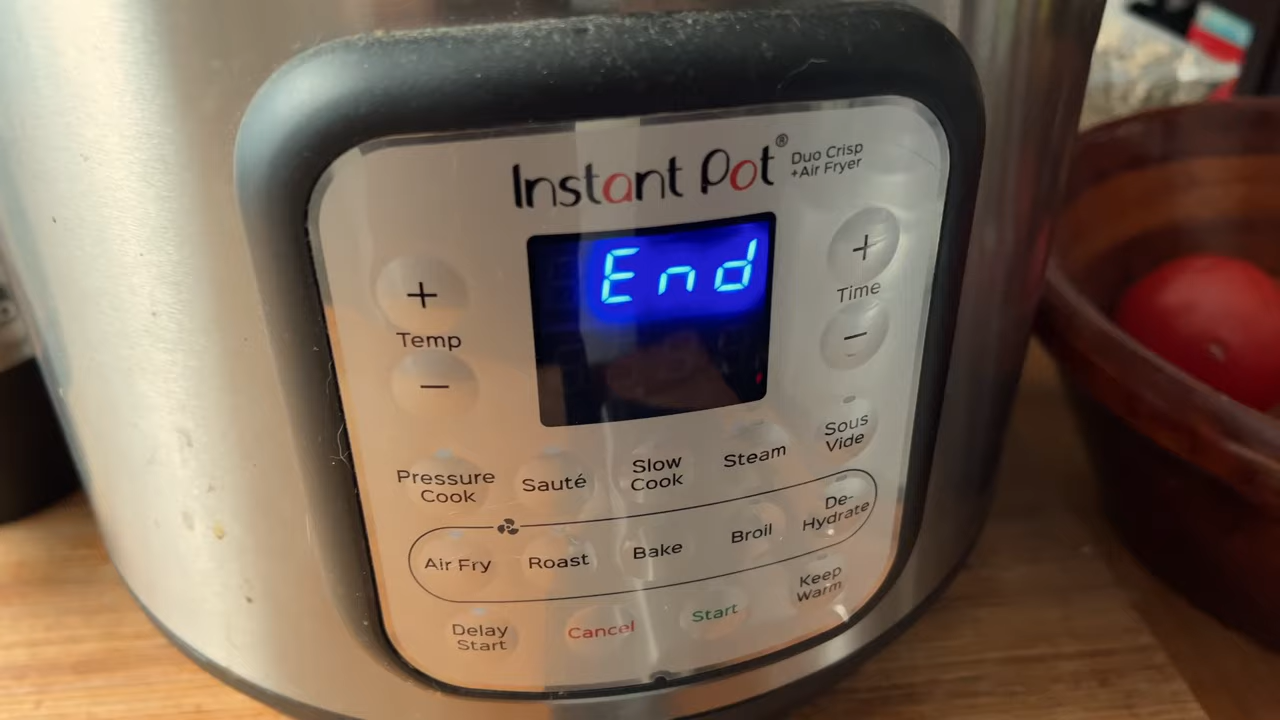 Instant Pot®
Duo Crisp
+Air Fryer
End
+
Temp
−
+
Time
−
Pressure
Cook
Sauté
Slow
Cook
Steam
Sous
Vide
Air Fry
Roast
Bake
Broil
De-
Hydrate
Delay
Start
Cancel
Start
Keep
Warm